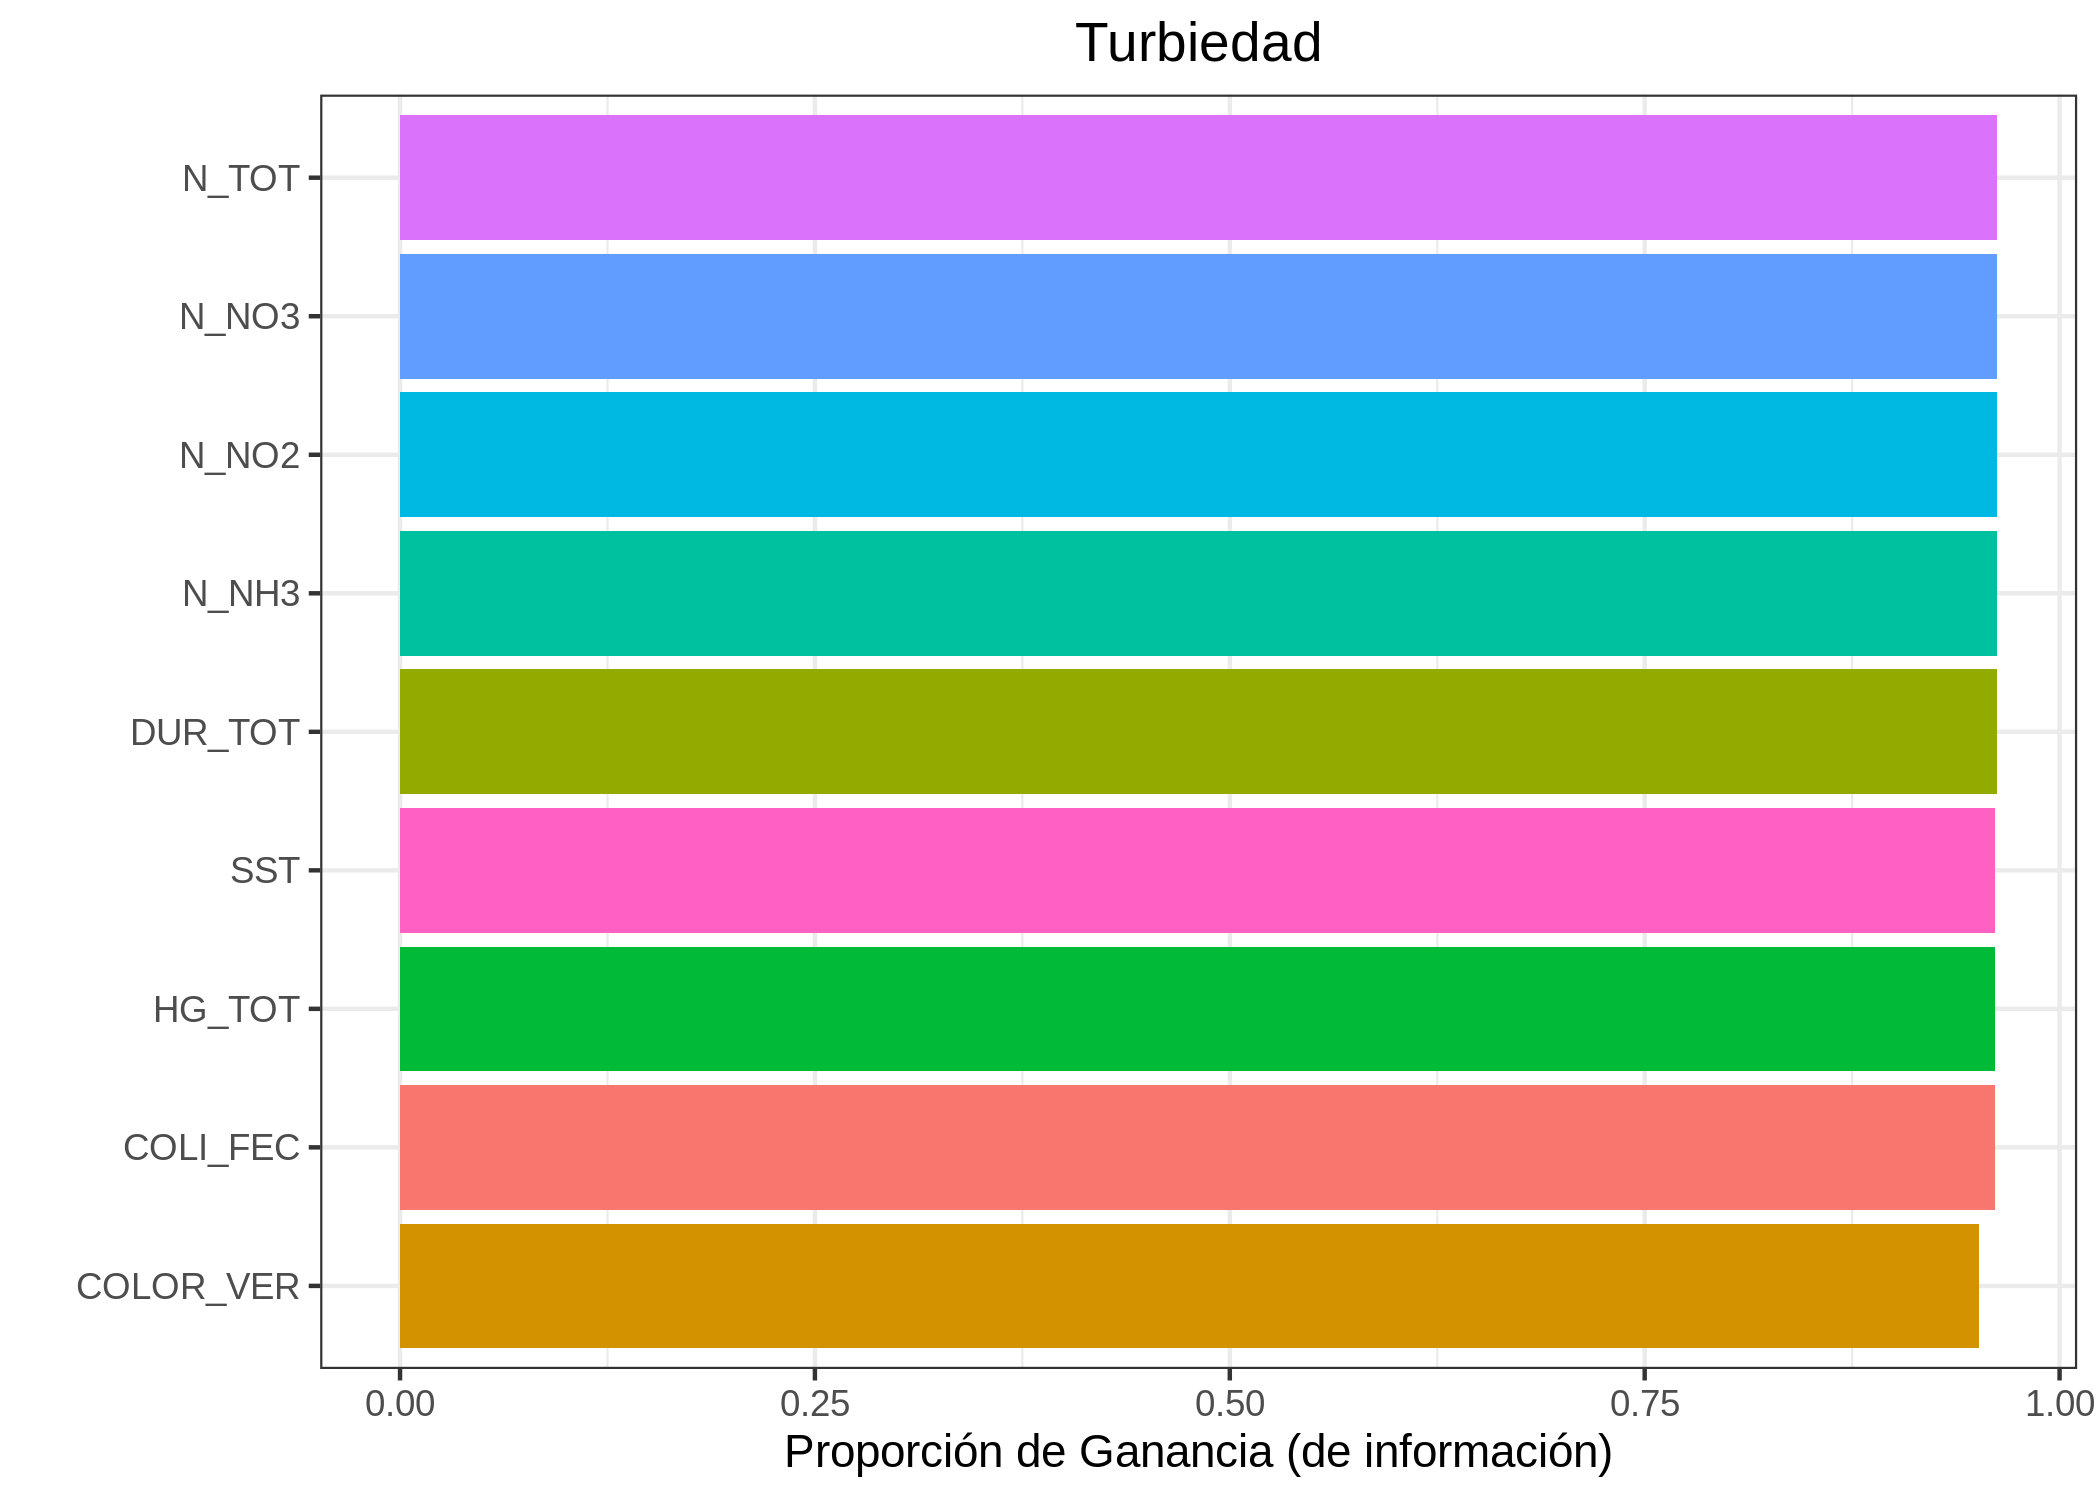 Turbiedad
N_TOT
N_NO3
N_NO2
N_NH3
DUR_TOT
SST
HG_TOT
COLI_FEC
COLOR_VER
0.00 0.25 0.50 0.75 1.00
Proporción de Ganancia (de información)